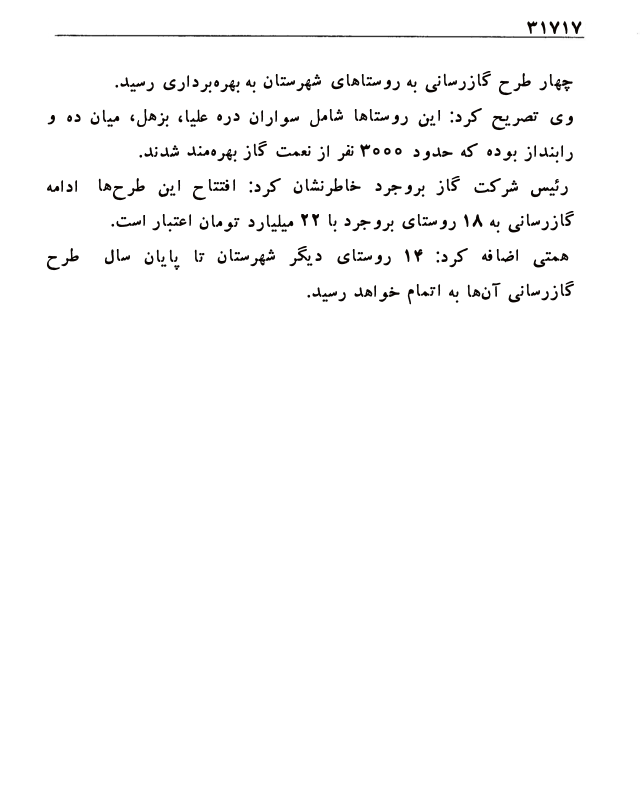 ۳۱۷۱۷
چهار طرح گازرسانی به روستاهای شهرستان به بهره‌برداری رسید.
وی تصریح کرد: این روستاها شامل سواران دره علیا، بزهل، میان ده و
رابنداز بوده که حدود ۳۰۰۰ نفر از نعمت گاز بهره‌مند شدند.
رئیس شرکت گاز بروجرد خاطرنشان کرد: افتتاح این طرح‌ها ادامه
گازرسانی به ۱۸ روستای بروجرد با ۲۲ میلیارد تومان اعتبار است.
همتی اضافه کرد: ۱۴ روستای دیگر شهرستان تا پایان سال طرح
گازرسانی آن‌ها به اتمام خواهد رسید.